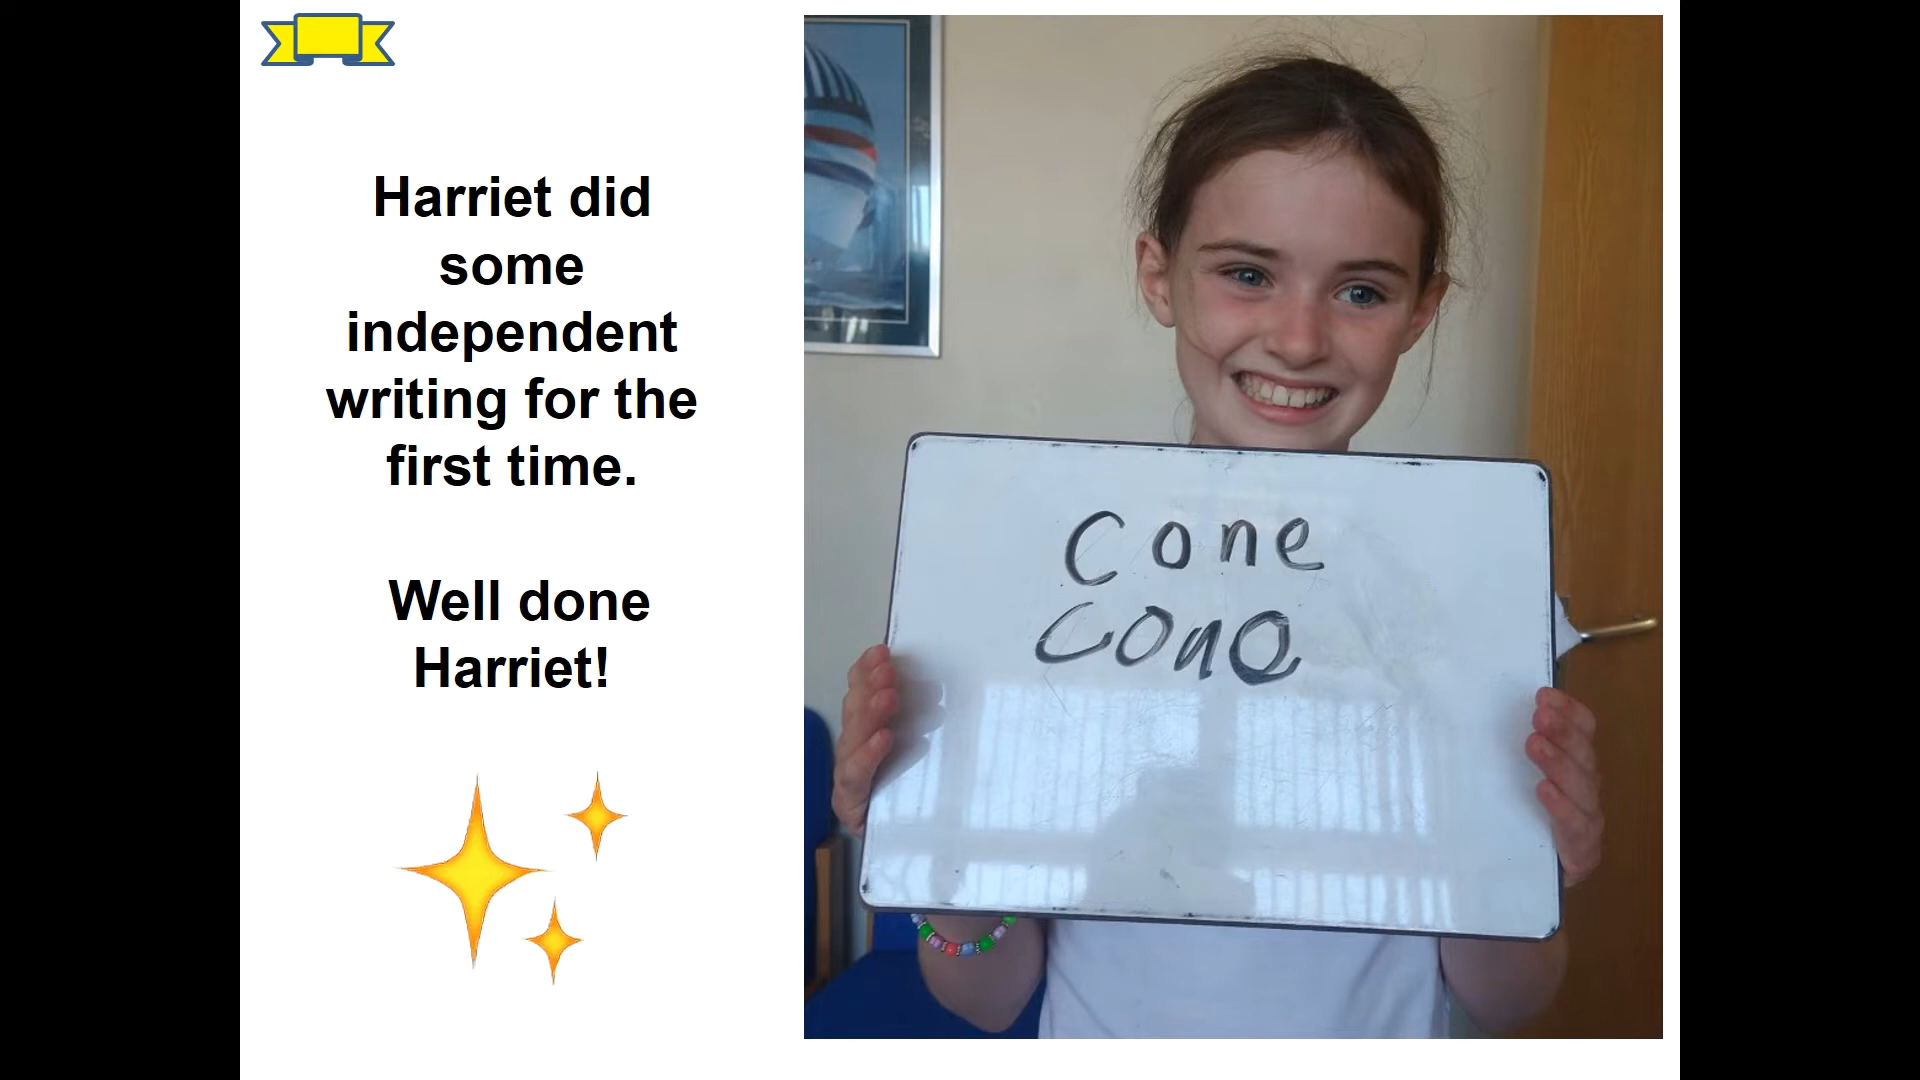 Harriet did
some
independent
writing for the
first time.
Well done
Harriet!
Cone
Cone